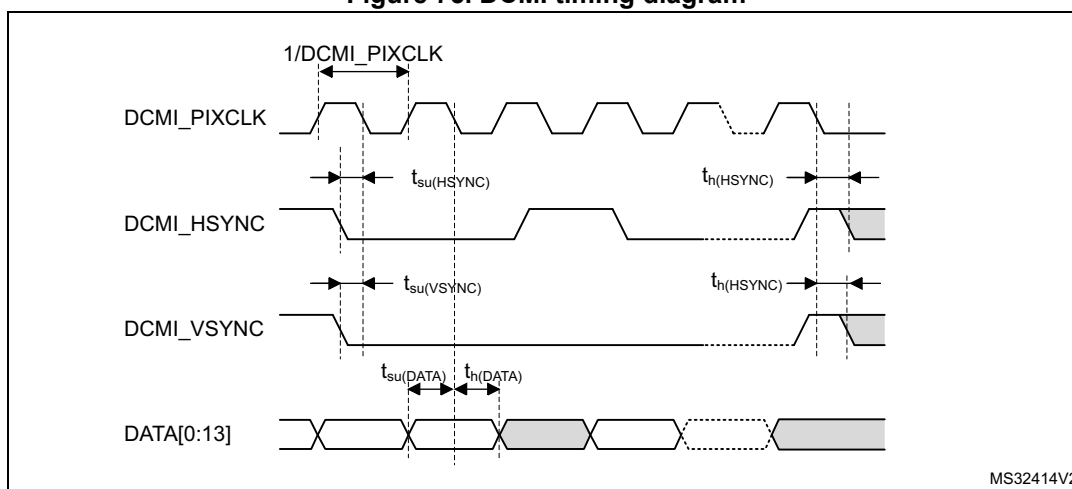 Figure 78. DCMI timing diagram
1/DCMI_PIXCLK
DCMI_PIXCLK
tsu(HSYNC)
th(HSYNC)
DCMI_HSYNC
tsu(VSYNC)
th(HSYNC)
DCMI_VSYNC
tsu(DATA)
th(DATA)
DATA[0:13]
MS32414V2